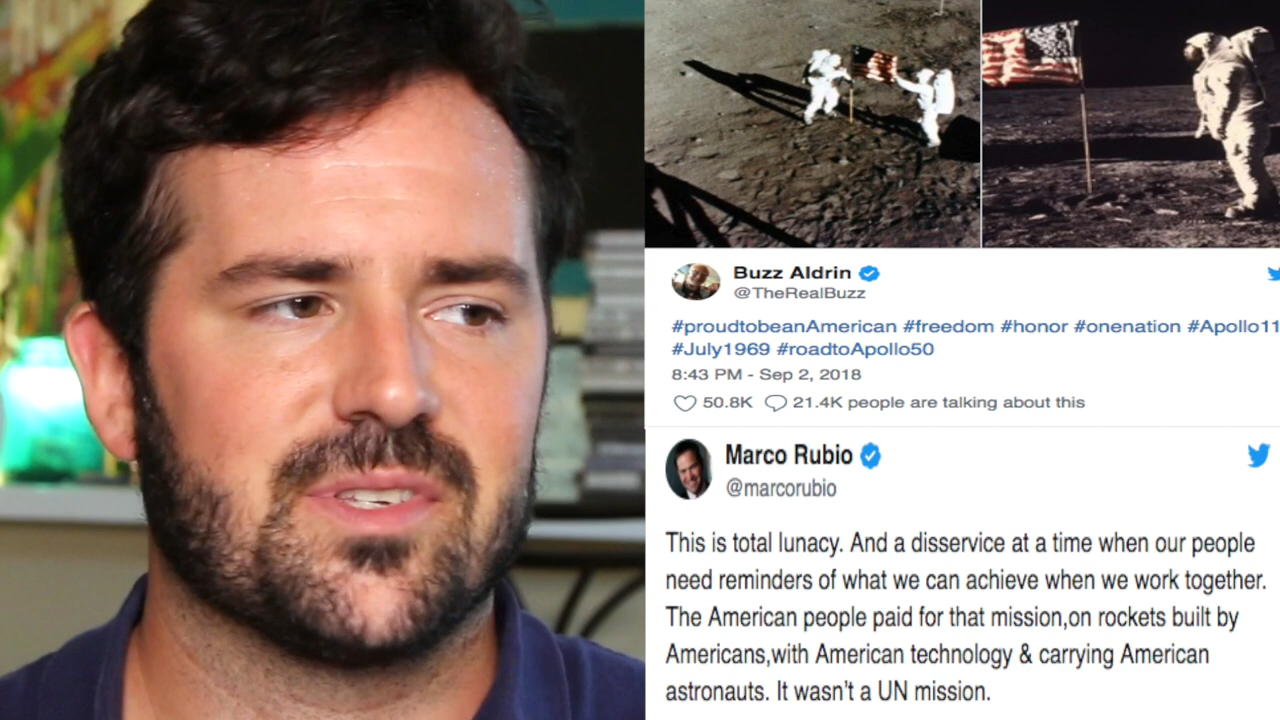 Buzz Aldrin
@TheRealBuzz
#proudtobeanAmerican #freedom #honor #onenation #Apollo11
#July1969 #roadtoApollo50
8:43 PM - Sep 2, 2018
50.8K 21.4K people are talking about this
Marco Rubio
@marcorubio
This is total lunacy. And a disservice at a time when our people
need reminders of what we can achieve when we work together.
The American people paid for that mission,on rockets built by
Americans,with American technology & carrying American
astronauts. It wasn't a UN mission.